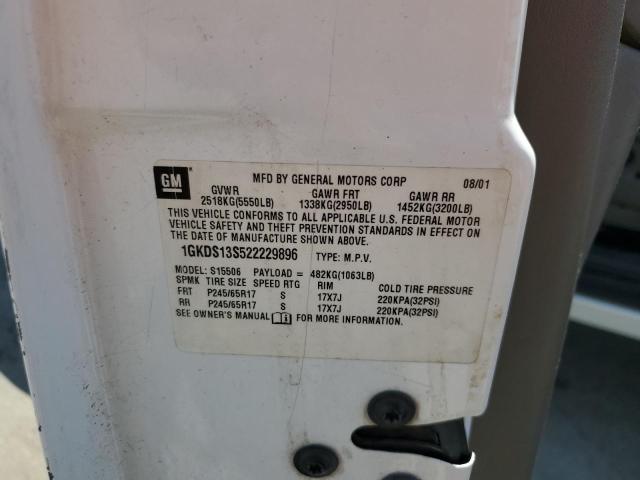 GM
MFD BY GENERAL MOTORS CORP 08/01
GVWR GAWR FRT GAWR RR
2518KG(5550LB) 1338KG(2950LB) 1452KG(3200LB)
THIS VEHICLE CONFORMS TO ALL APPLICABLE U.S. FEDERAL MOTOR
VEHICLE SAFETY AND THEFT PREVENTION STANDARDS IN EFFECT ON
THE DATE OF MANUFACTURE SHOWN ABOVE.
1GKDS13S522229896 TYPE: M.P.V.
MODEL: S15506 PAYLOAD = 482KG(1063LB)
SPMK TIRE SIZE SPEED RTG RIM COLD TIRE PRESSURE
FRT P245/65R17 S 17X7J 220KPA(32PSI)
RR P245/65R17 S 17X7J 220KPA(32PSI)
SEE OWNER'S MANUAL FOR MORE INFORMATION.